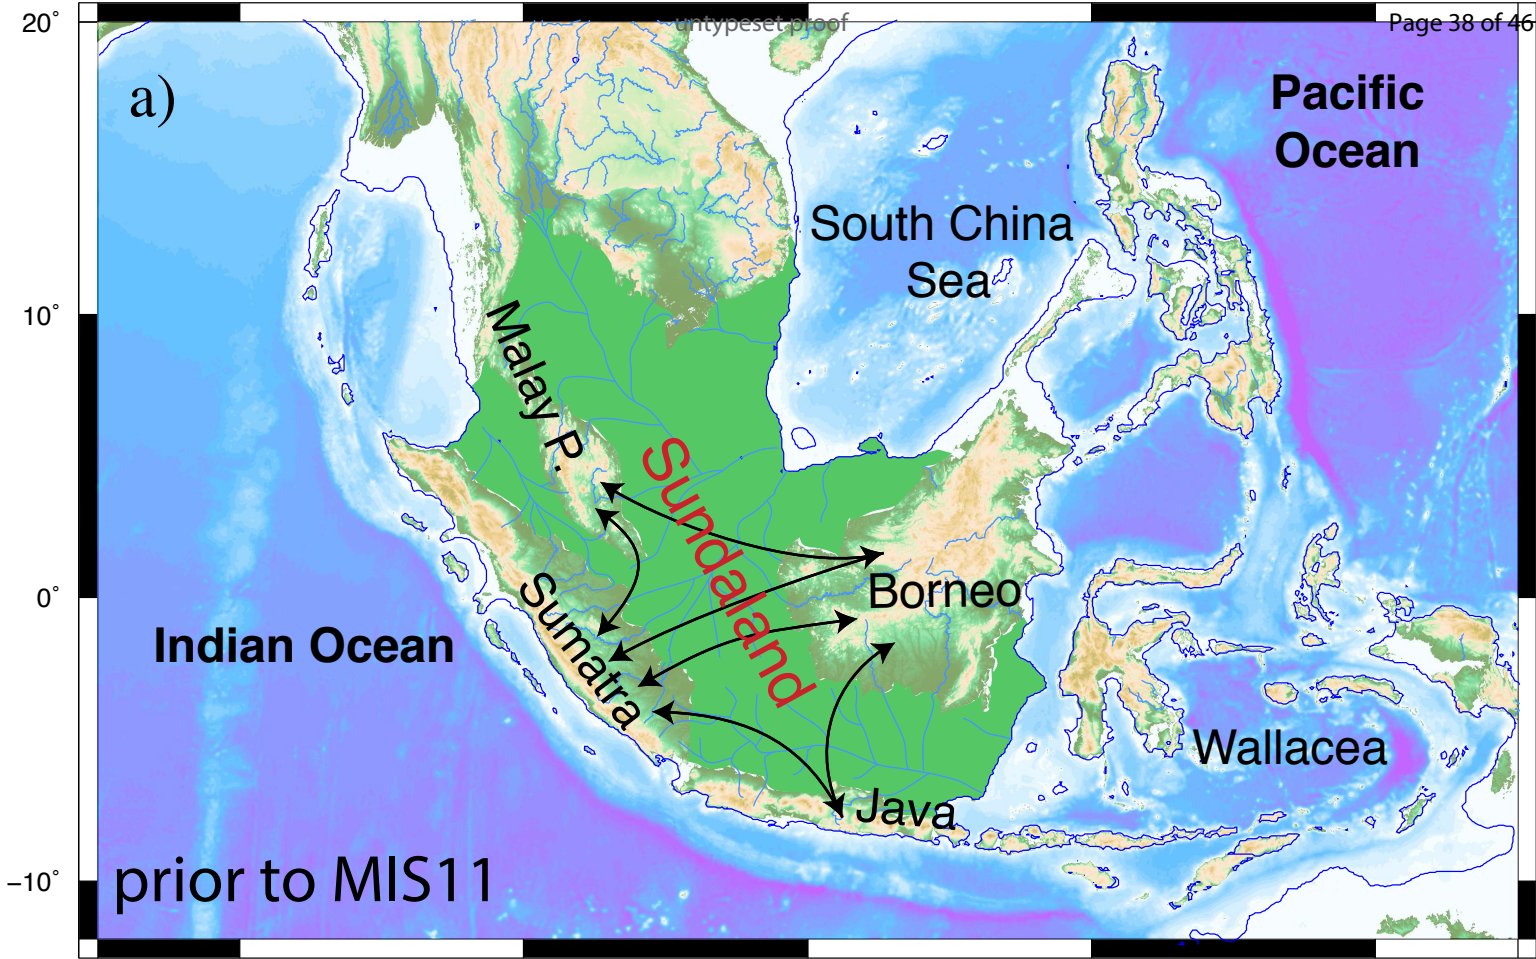 untypeset proof
Page 38 of 46
20°
a)
Pacific
Ocean
South China
Sea
10°
Malay P.
Sundaland
0°
Sumatra
Borneo
Indian Ocean
Wallacea
Java
−10°
prior to MIS11